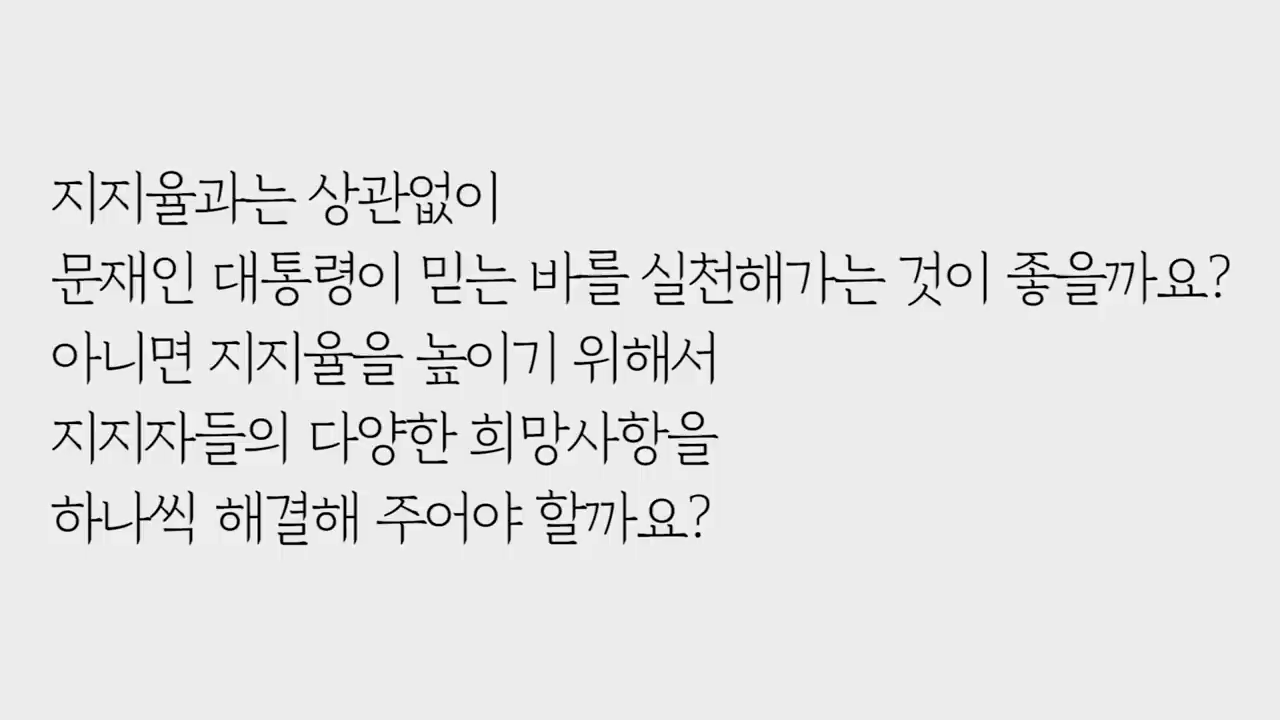 지지율과는 상관없이
문재인 대통령이 믿는 바를 실천해가는 것이 좋을까요?
아니면 지지율을 높이기 위해서
지지자들의 다양한 희망사항을
하나씩 해결해 주어야 할까요?